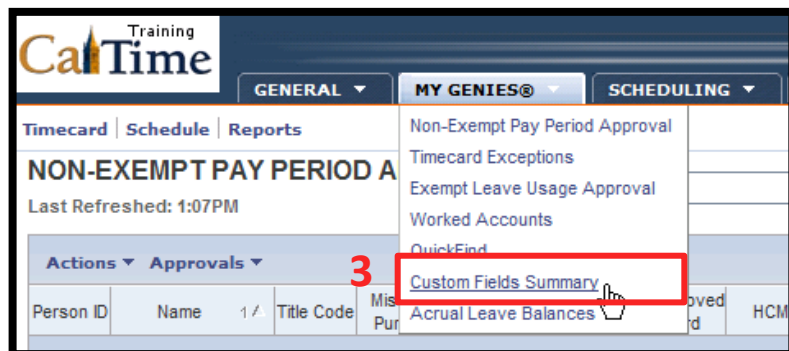 Training
CalTime
GENERAL MY GENIES® SCHEDULING
Timecard Schedule Reports
NON-EXEMPT PAY PERIOD A
Last Refreshed: 1:07PM
Non-Exempt Pay Period Approval
Timecard Exceptions
Exempt Leave Usage Approval
Worked Accounts
QuickFind
Custom Fields Summary
Acrual Leave Balances
3
Actions Approvals
Person ID Name 1 Title Code HCM